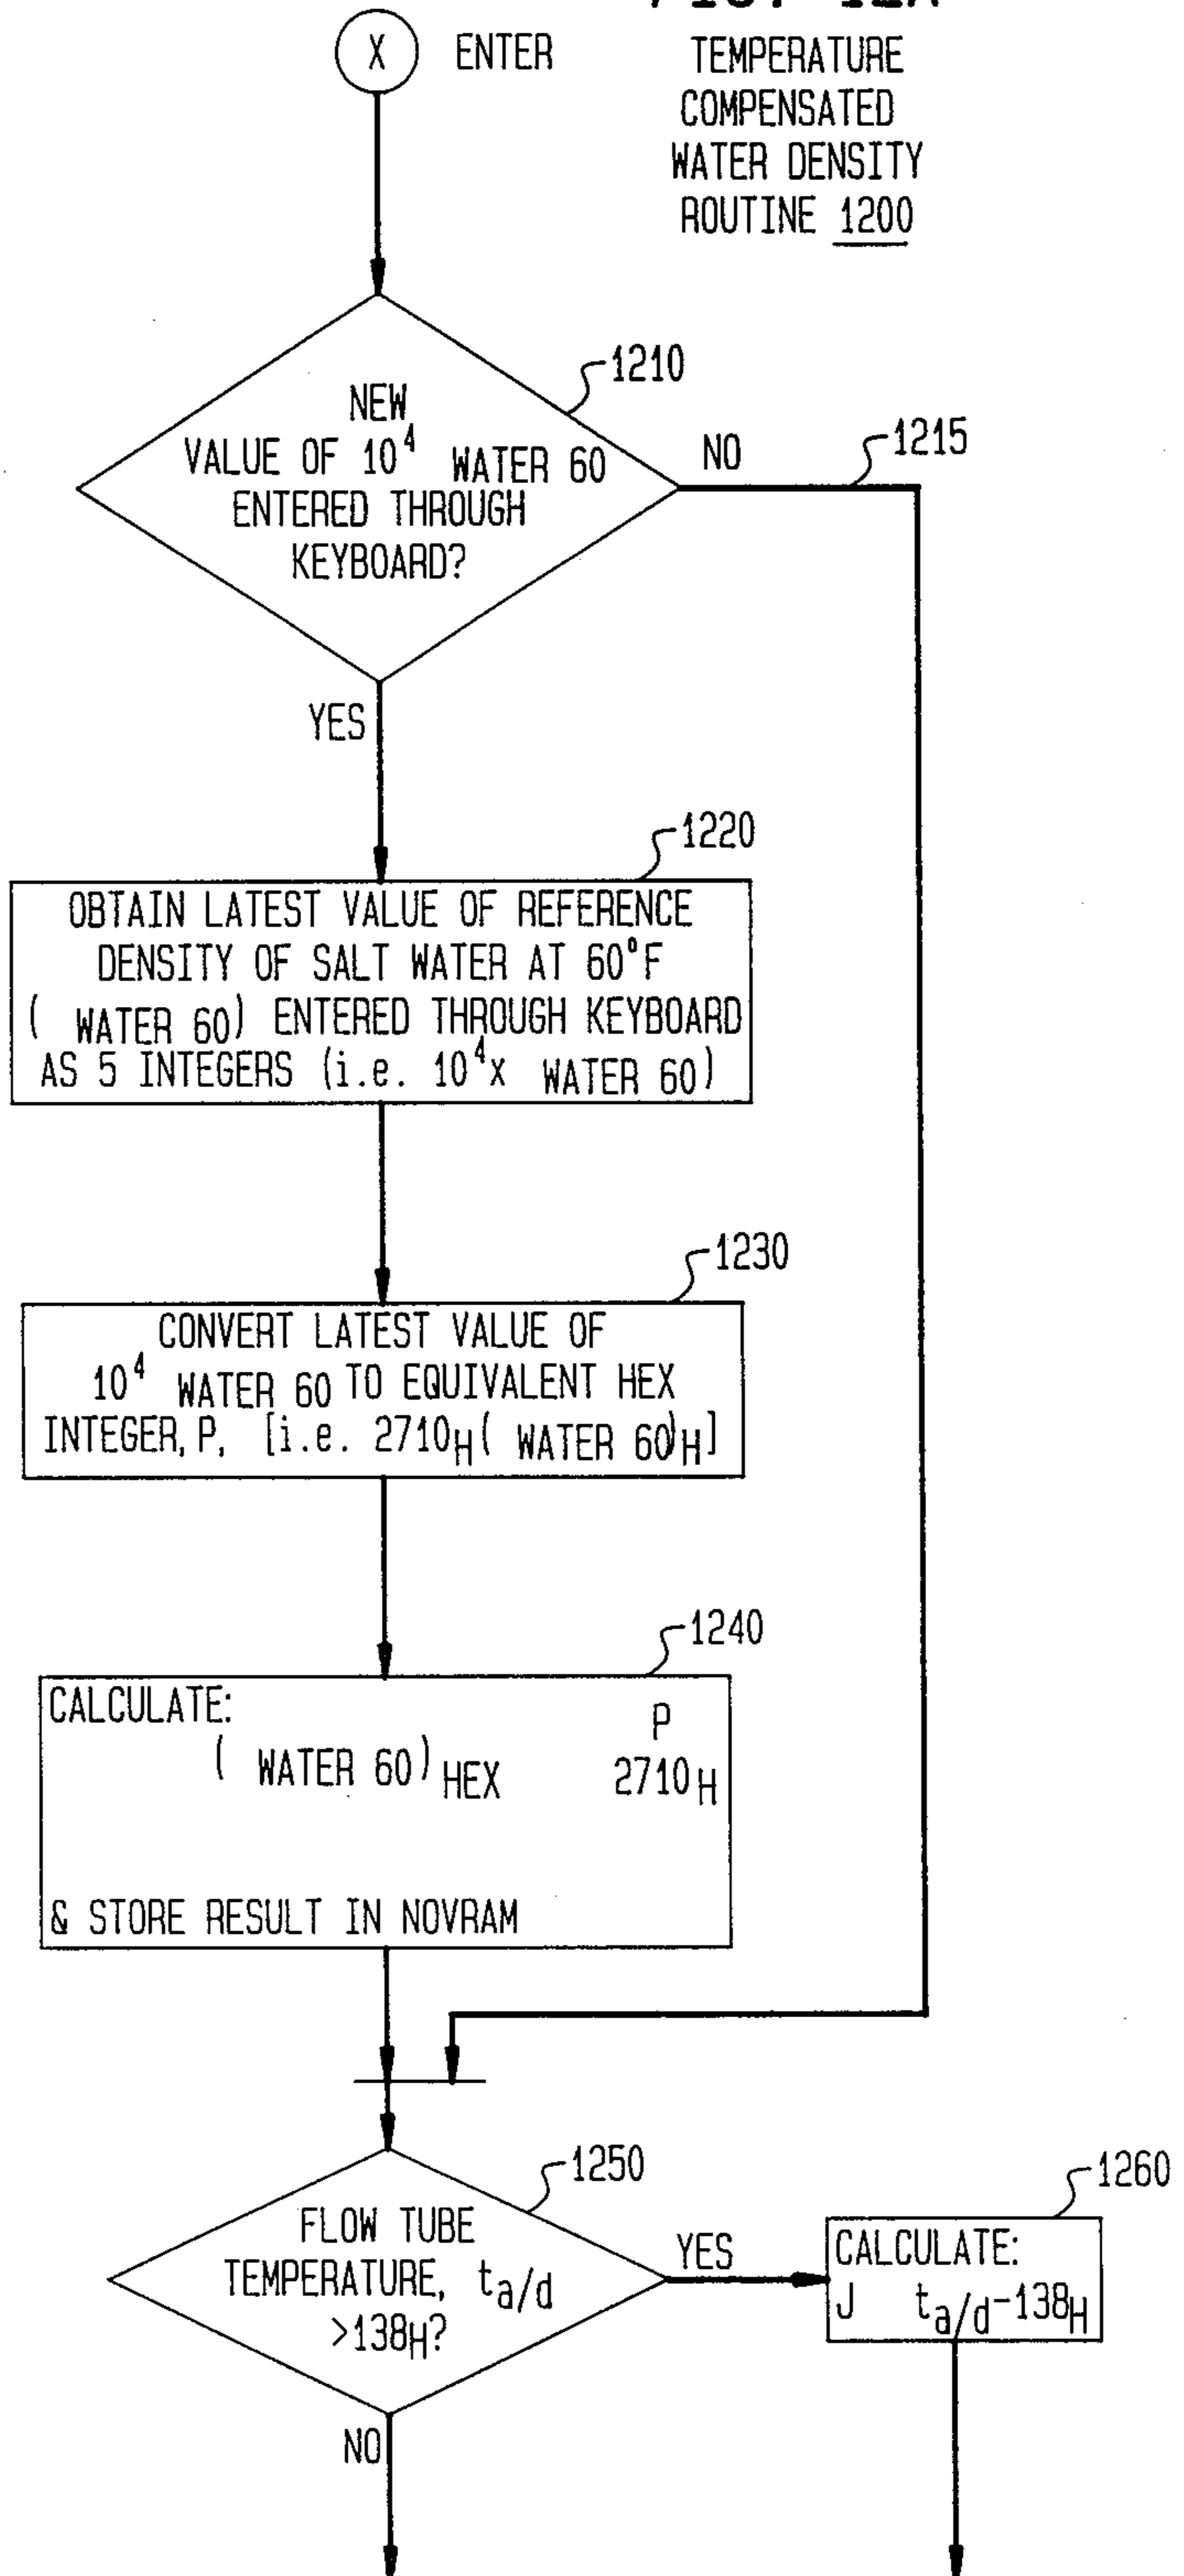 FIG. 12A
X ENTER
TEMPERATURE
COMPENSATED
WATER DENSITY
ROUTINE 1200
1210
NEW
VALUE OF 10⁴ WATER 60
ENTERED THROUGH
KEYBOARD?
NO
1215
YES
1220
OBTAIN LATEST VALUE OF REFERENCE
DENSITY OF SALT WATER AT 60°F
( WATER 60) ENTERED THROUGH KEYBOARD
AS 5 INTEGERS (i.e. 10⁴x WATER 60)
1230
CONVERT LATEST VALUE OF
10⁴ WATER 60 TO EQUIVALENT HEX
INTEGER, P, [i.e. 2710H( WATER 60)H]
1240
CALCULATE:
P
( WATER 60)HEX 2710H
& STORE RESULT IN NOVRAM
1250
FLOW TUBE
TEMPERATURE, ta/d
>138H?
YES
1260
CALCULATE:
J ta/d-138H
NO